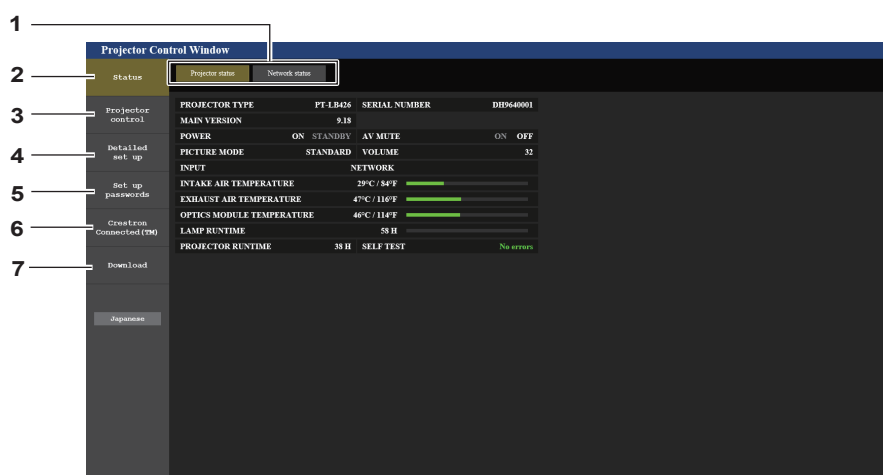 1
Projector Control Window
2
Status
Projector status Network status
3
Projector
control
PROJECTOR TYPE PT-LB426 SERIAL NUMBER DH9640001
MAIN VERSION 9.18
POWER ON STANDBY AV MUTE ON OFF
4
Detailed
set up
PICTURE MODE STANDARD VOLUME 32
INPUT NETWORK
5
Set up
passwords
INTAKE AIR TEMPERATURE 29°C / 84°F
EXHAUST AIR TEMPERATURE 47°C / 116°F
OPTICS MODULE TEMPERATURE 46°C / 114°F
6
Crestron
Connected(TM)
LAMP RUNTIME 58 H
PROJECTOR RUNTIME 38 H SELF TEST No errors
7
Download
Japanese